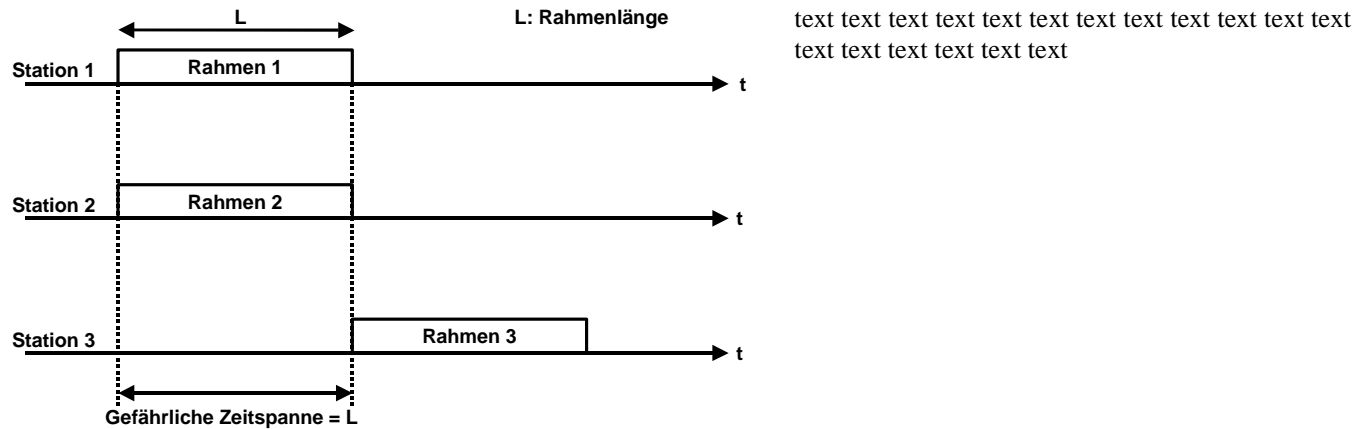 L
L: Rahmenlänge
Station 1
Rahmen 1
t
Station 2
Rahmen 2
t
Station 3
Rahmen 3
t
Gefährliche Zeitspanne = L
text text text text text text text text text text text text
text text text text text text